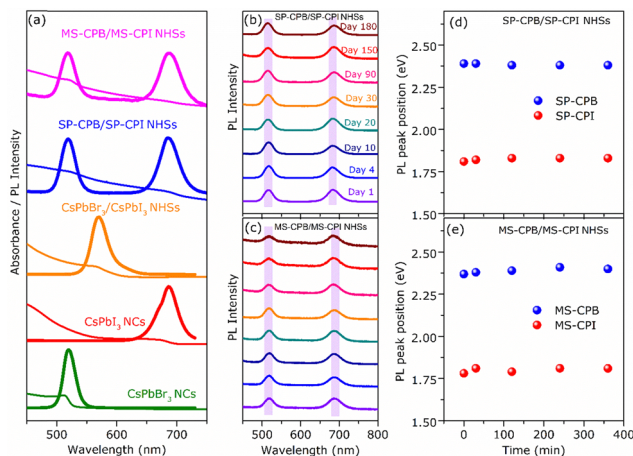 (a)
MS-CPB/MS-CPI NHSs
SP-CPB/SP-CPI NHSs
CsPbBr3/CsPbI3 NHSs
CsPbI3 NCs
CsPbBr3 NCs
Absorbance / PL Intensity
500 600 700
Wavelength (nm)
(b) SP-CPB/SP-CPI NHSs
Day 180
Day 150
Day 90
Day 30
Day 20
Day 10
Day 4
Day 1
PL Intensity
(c) MS-CPB/MS-CPI NHSs
PL Intensity
500 600 700 800
Wavelength (nm)
(d) SP-CPB/SP-CPI NHSs
2.50
2.25
2.00
1.75
1.50
PL peak position (eV)
SP-CPB
SP-CPI
(e) MS-CPB/MS-CPI NHSs
2.50
2.25
2.00
1.75
1.50
PL peak position (eV)
MS-CPB
MS-CPI
0 100 200 300 400
Time (min)